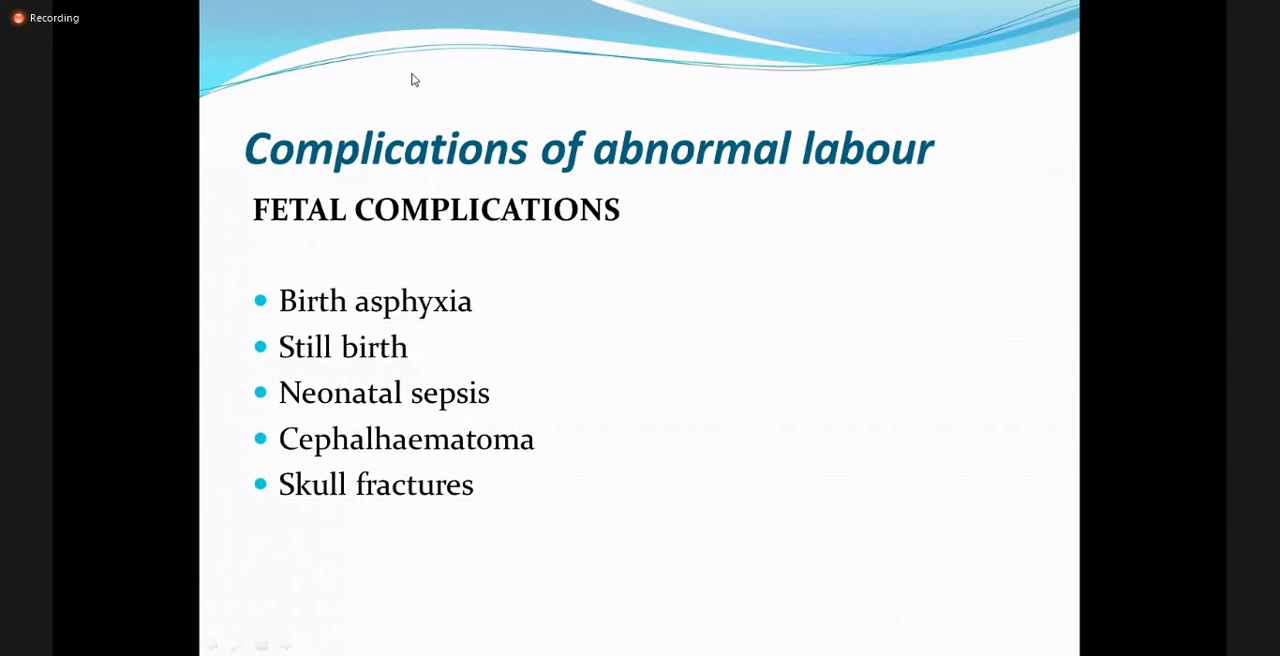 Recording
Complications of abnormal labour
FETAL COMPLICATIONS
• Birth asphyxia
• Still birth
• Neonatal sepsis
• Cephalhaematoma
• Skull fractures